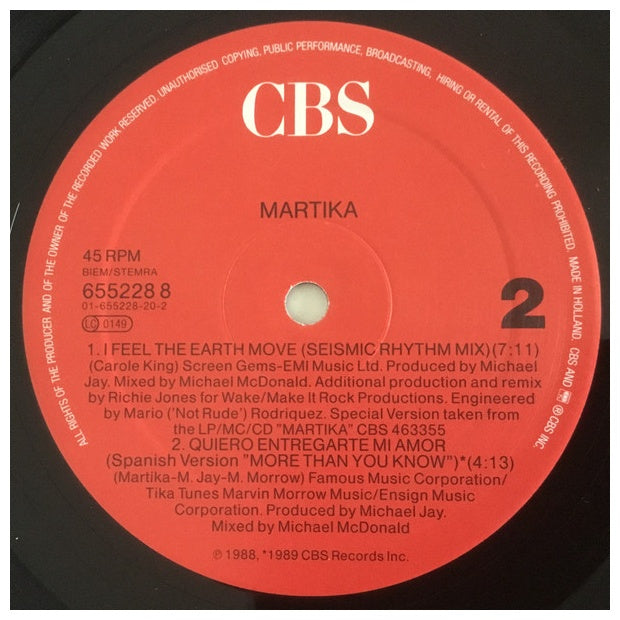 ALL RIGHTS OF THE PRODUCER AND OF THE OWNER OF THE RECORDED WORK RESERVED. UNAUTHORISED COPYING, PUBLIC PERFORMANCE, BROADCASTING, HIRING OR RENTAL OF THIS RECORDING PROHIBITED. MADE IN HOLLAND. CBS AND ® CBS INC.
CBS
MARTIKA
45 RPM
BIEM/STEMRA
655228 8
01-655228-20-2
LC 0149
2
1. I FEEL THE EARTH MOVE (SEISMIC RHYTHM MIX)(7:11)
(Carole King) Screen Gems-EMI Music Ltd. Produced by Michael
Jay. Mixed by Michael McDonald. Additional production and remix
by Richie Jones for Wake/Make It Rock Productions. Engineered
by Mario ('Not Rude') Rodriquez. Special Version taken from
the LP/MC/CD "MARTIKA" CBS 463355
2. QUIERO ENTREGARTE MI AMOR
(Spanish Version "MORE THAN YOU KNOW")*(4:13)
(Martika-M. Jay-M. Morrow) Famous Music Corporation/
Tika Tunes Marvin Morrow Music/Ensign Music
Corporation. Produced by Michael Jay.
Mixed by Michael McDonald
℗ 1988, *1989 CBS Records Inc.